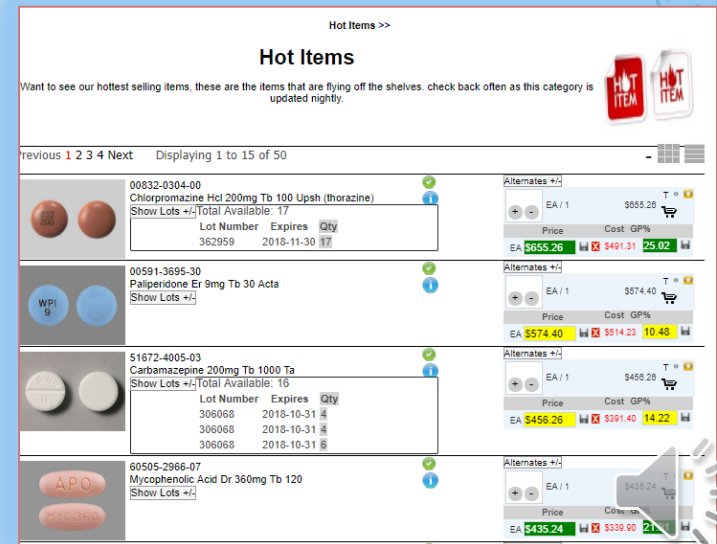 Hot Items >>
Hot Items
Want to see our hottest selling items, these are the items that are flying off the shelves. check back often as this category is
updated nightly.
HOT ITEM
HOT ITEM
Previous 1 2 3 4 Next Displaying 1 to 15 of 50 -
00832-0304-00
Chlorpromazine Hcl 200mg Tb 100 Upsh (thorazine)
Show Lots +/- Total Available: 17
Lot Number Expires Qty
362959 2018-11-30 17
Alternates +/-
T
+ - EA / 1 $655.26
Price Cost GP%
EA $655.26 X $491.31 25.02
WPI
9
00591-3695-30
Paliperidone Er 9mg Tb 30 Acta
Show Lots +/-
Alternates +/-
T
+ - EA / 1 $574.40
Price Cost GP%
EA $574.40 X $514.23 10.48
51672-4005-03
Carbamazepine 200mg Tb 1000 Ta
Show Lots +/- Total Available: 16
Lot Number Expires Qty
306068 2018-10-31 4
306068 2018-10-31 4
306068 2018-10-31 6
Alternates +/-
T
+ - EA / 1 $456.26
Price Cost GP%
EA $456.26 X $391.40 14.22
APO
MYC360
60505-2966-07
Mycophenolic Acid Dr 360mg Tb 120
Show Lots +/-
Alternates +/-
T
+ - EA / 1 $435.24
Price Cost GP%
EA $435.24 X $339.90